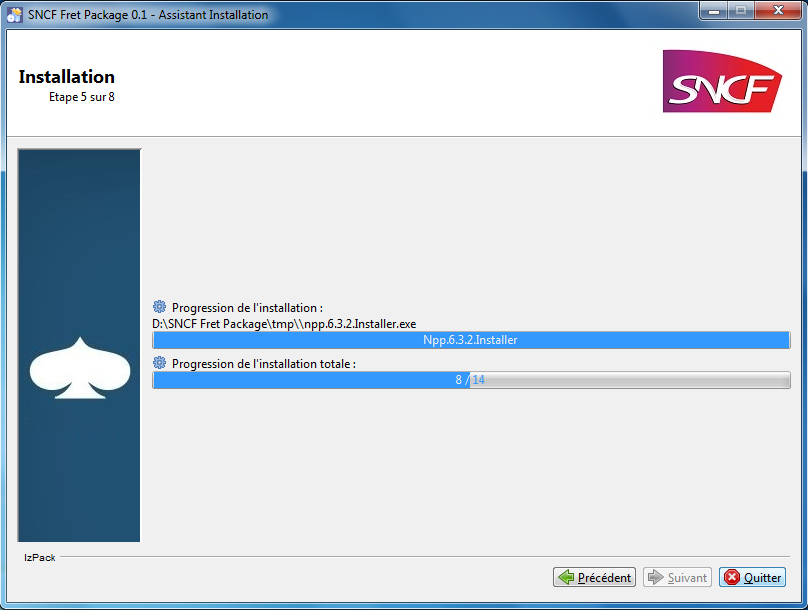 SNCF Fret Package 0.1 - Assistant Installation
Installation
Etape 5 sur 8
SNCF
Progression de l'installation :
D:\SNCF Fret Package\tmp\\npp.6.3.2.Installer.exe
Npp.6.3.2.Installer
Progression de l'installation totale :
8 / 14
IzPack
Précédent
Suivant
Quitter